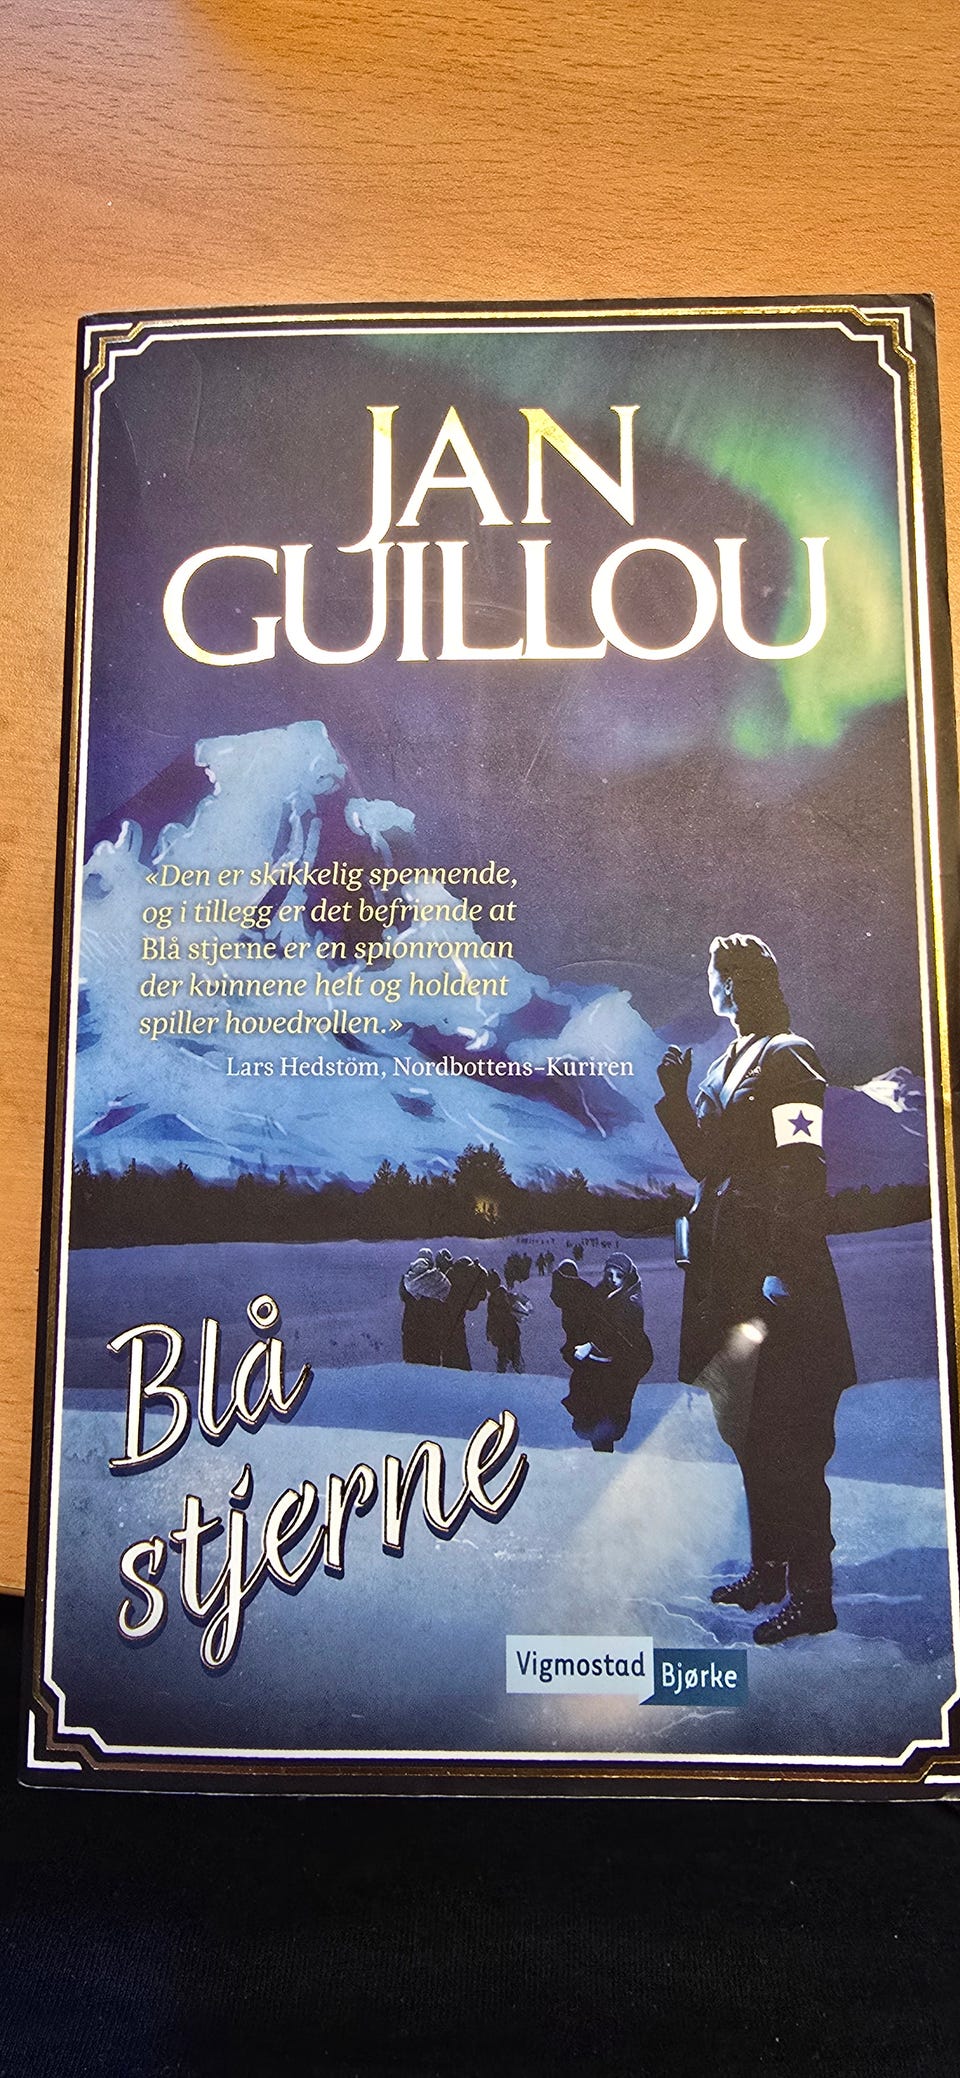 JAN
GUILLOU
«Den er skikkelig spennende,
og i tillegg er det befriende at
Blå stjerne er en spionroman
der kvinnene helt og holdent
spiller hovedrollen.»
Lars Hedstöm, Nordbottens-Kuriren
Blå
stjerne
Vigmostad Bjørke